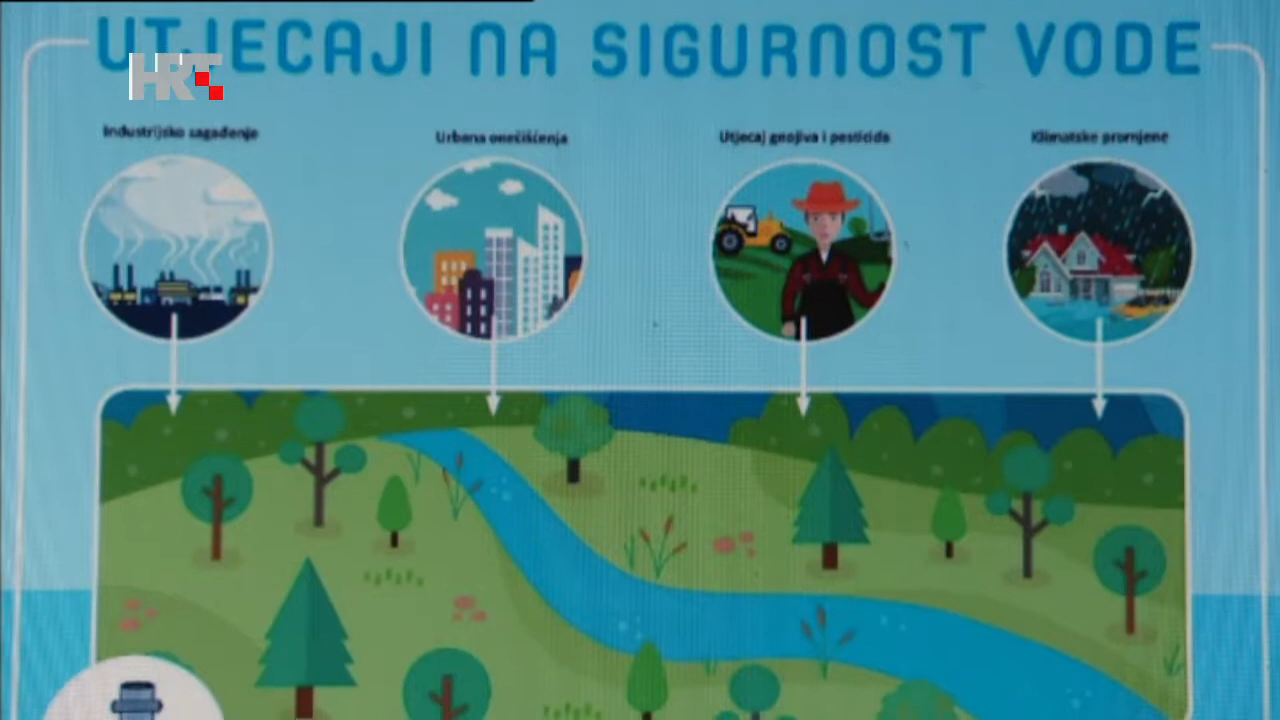 UTJECAJI NA SIGURNOST VODE
HRT
Industrijsko zagađenje
Urbana onečišćenja
Utjecaj gnojiva i pesticida
Klimatske promjene